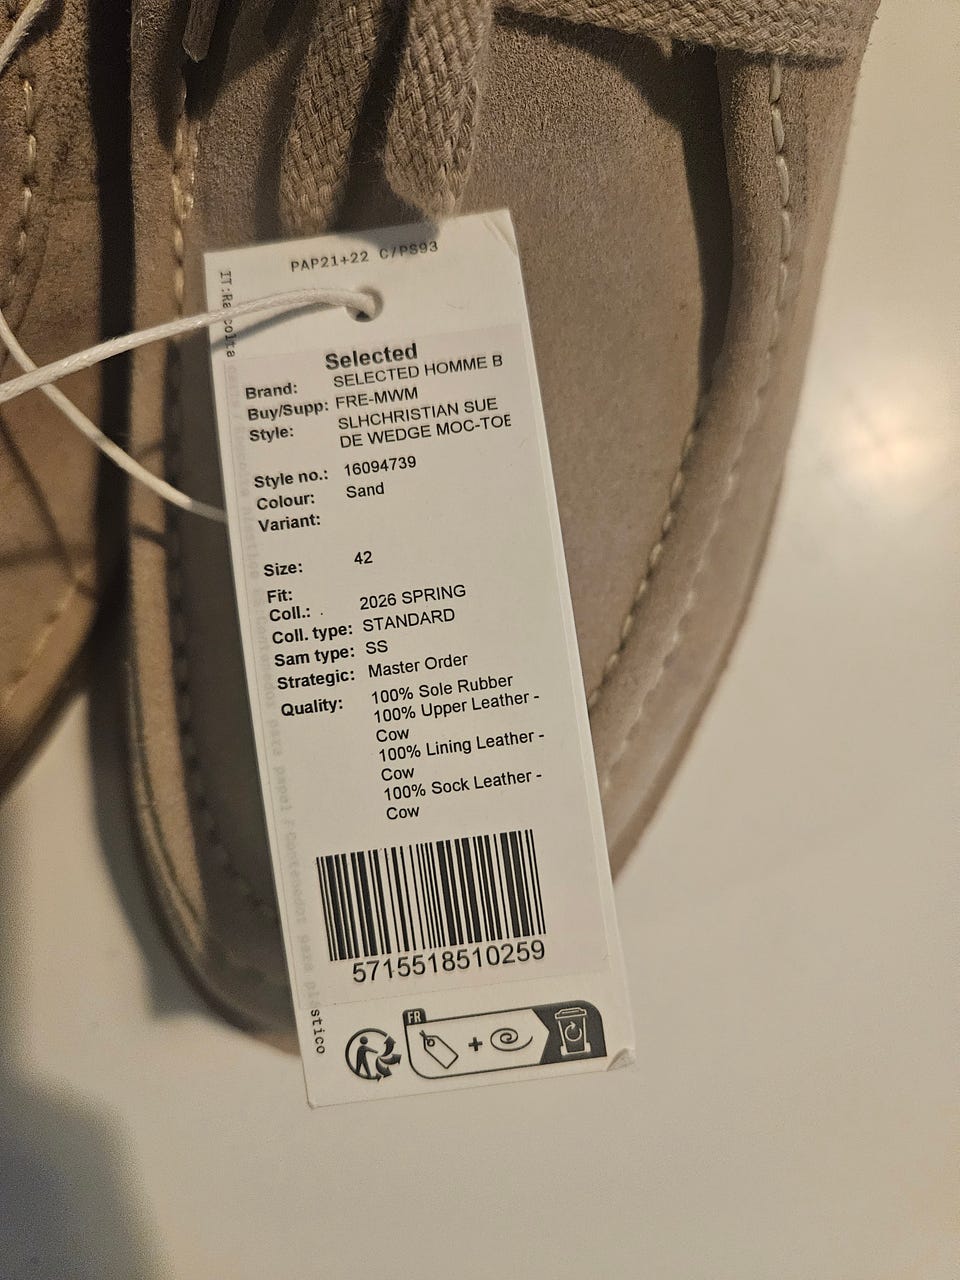 PAP21+22 C/PS93
IT:Raccolta
Selected
Brand: SELECTED HOMME B
Buy/Supp: FRE-MWM
Style: SLHCHRISTIAN SUE
DE WEDGE MOC-TOE
Style no.: 16094739
Colour: Sand
Variant:
Size: 42
Fit:
Coll.: 2026 SPRING
Coll. type: STANDARD
Sam type: SS
Strategic: Master Order
Quality: 100% Sole Rubber
100% Upper Leather -
Cow
100% Lining Leather -
Cow
100% Sock Leather -
Cow
5715518510259
FR
+